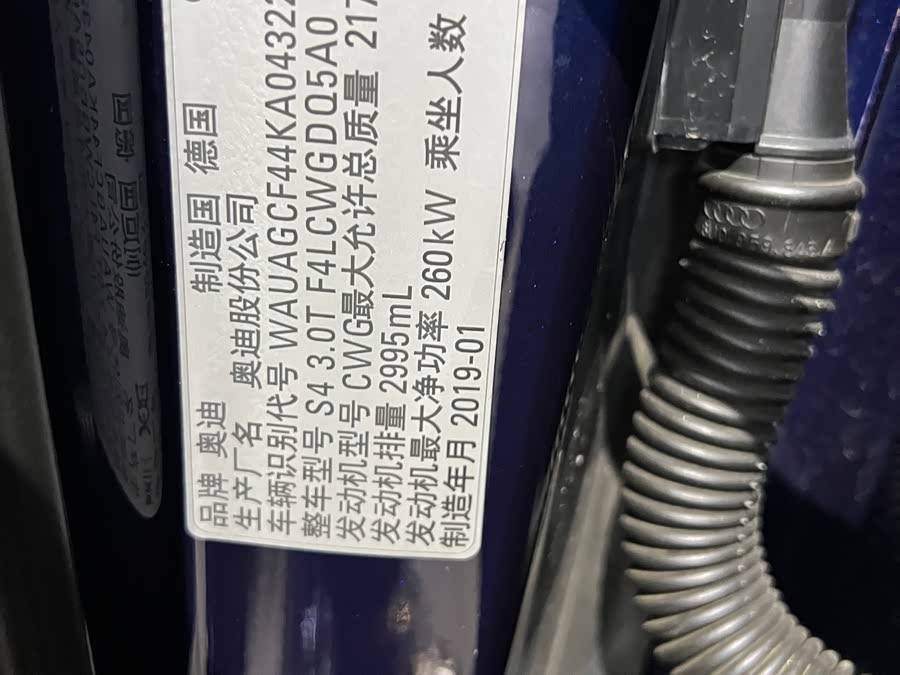 品牌 奥迪 制造国 德国
生产厂名 奥迪股份公司
车辆识别代号 WAUAGCF44KA04322
整车型号 S4 3.0T F4LCWGDQ5A0
发动机型号 CWG最大允许总质量 217
发动机排量 2995mL
发动机最大净功率 260kW 乘坐人数
制造年月 2019-01